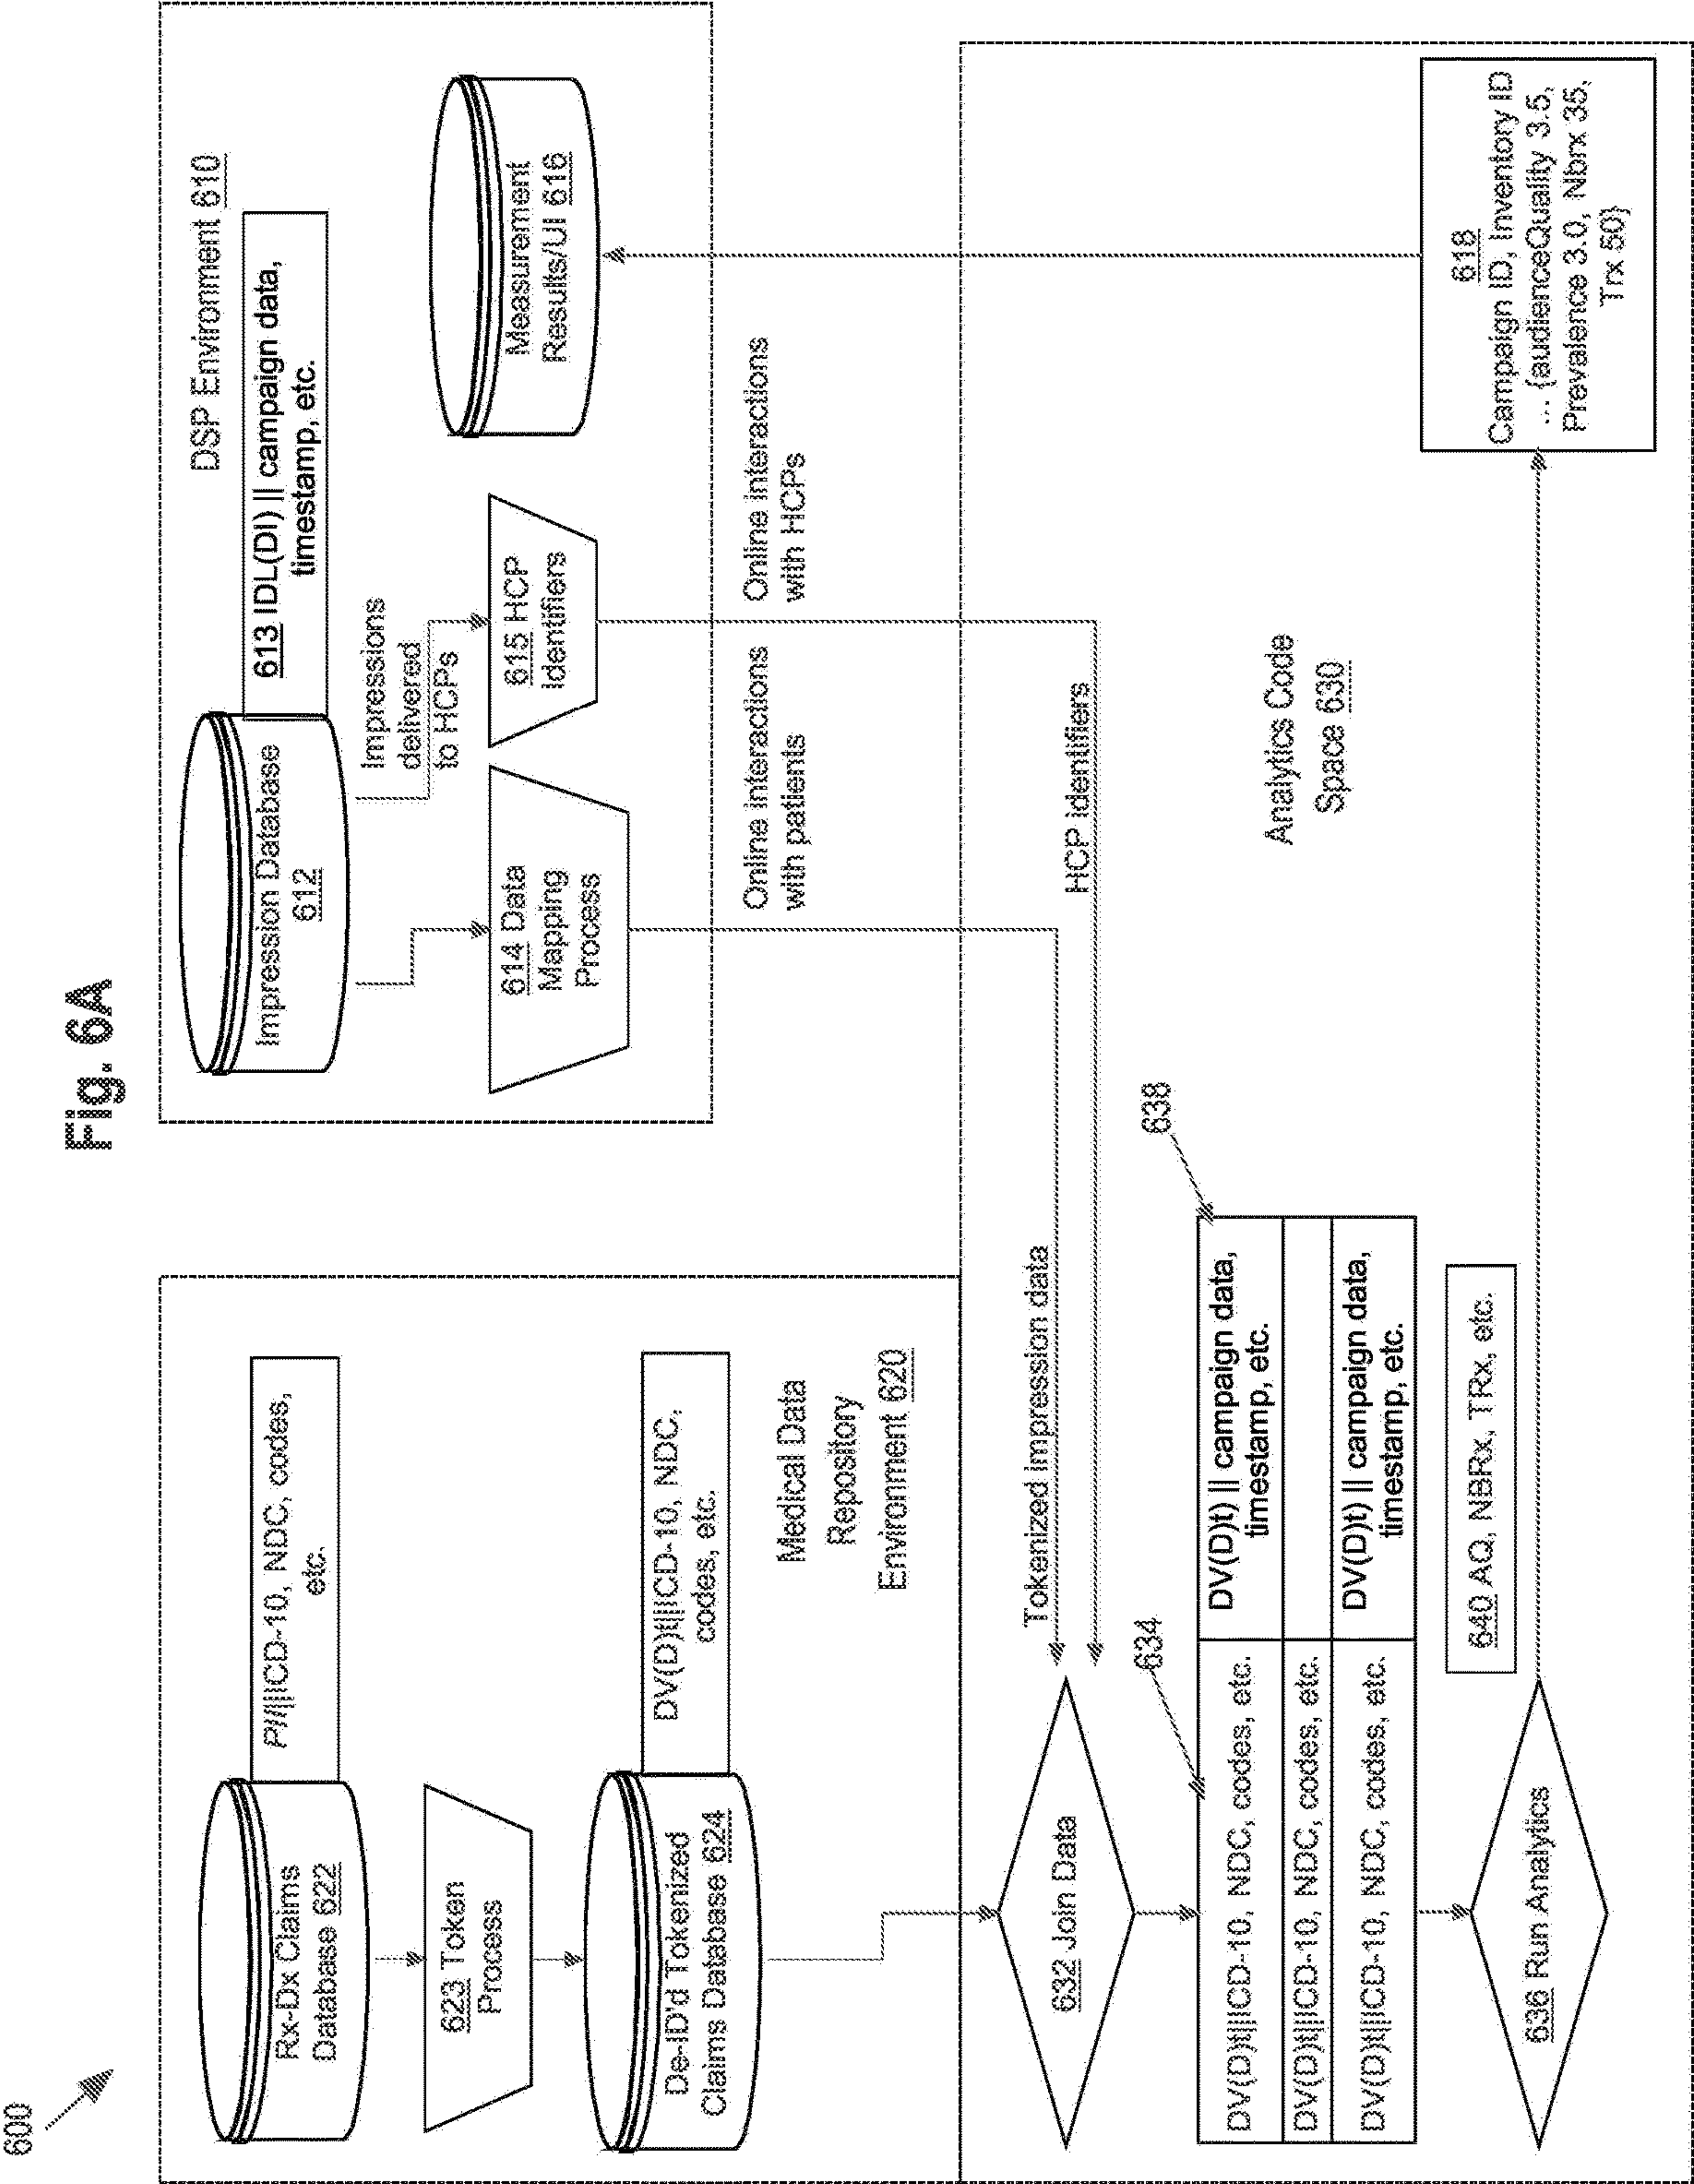 Fig. 6A
600
Rx-Dx Claims
Database 622
PII||ICD-10, NDC, codes,
etc.
623 Token
Process
De-ID'd Tokenized
Claims Database 624
DV(D)t||ICD-10, NDC,
codes, etc.
Medical Data
Repository
Environment 620
DSP Environment 610
Impression Database
612
613 IDL(DI) || campaign data,
timestamp, etc.
Impressions
delivered
to HCPs
614 Data
Mapping
Process
615 HCP
Identifiers
Measurement
Results/UI 616
Online interactions
with patients
Online interactions
with HCPs
Tokenized impression data
HCP identifiers
632 Join Data
Analytics Code
Space 630
634
638
DV(D)t||ICD-10, NDC, codes, etc.
DV(D)t) || campaign data,
timestamp, etc.
DV(D)t||ICD-10, NDC, codes, etc.
DV(D)t||ICD-10, NDC, codes, etc.
DV(D)t) || campaign data,
timestamp, etc.
636 Run Analytics
640 AQ, NBRx, TRx, etc.
618
Campaign ID, Inventory ID
... {audienceQuality 3.5,
Prevalence 3.0, Nbrx 35,
Trx 50}